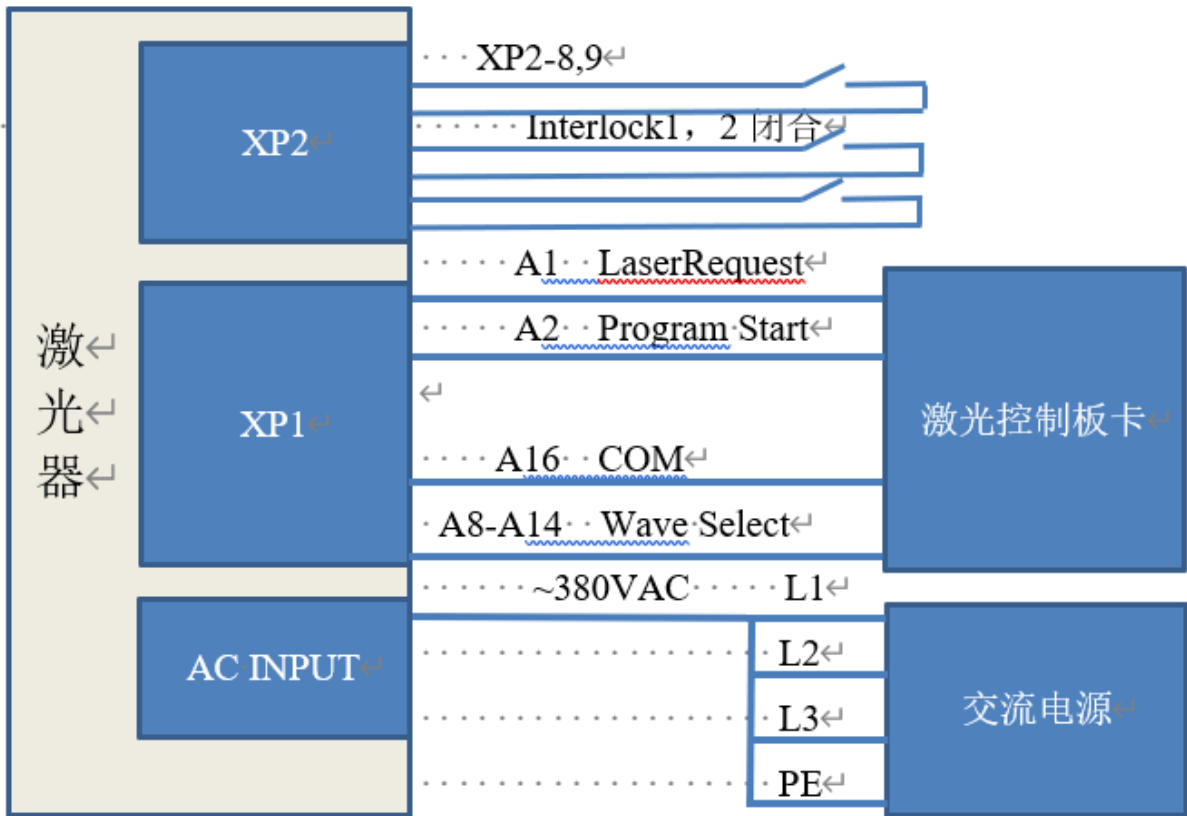 XP2-8,9
XP2
Interlock1，2 闭合
A1 LaserRequest
A2 Program Start
激
光
器
XP1
激光控制板卡
A16 COM
A8-A14 Wave Select
~380VAC L1
AC INPUT
L2
L3
交流电源
PE